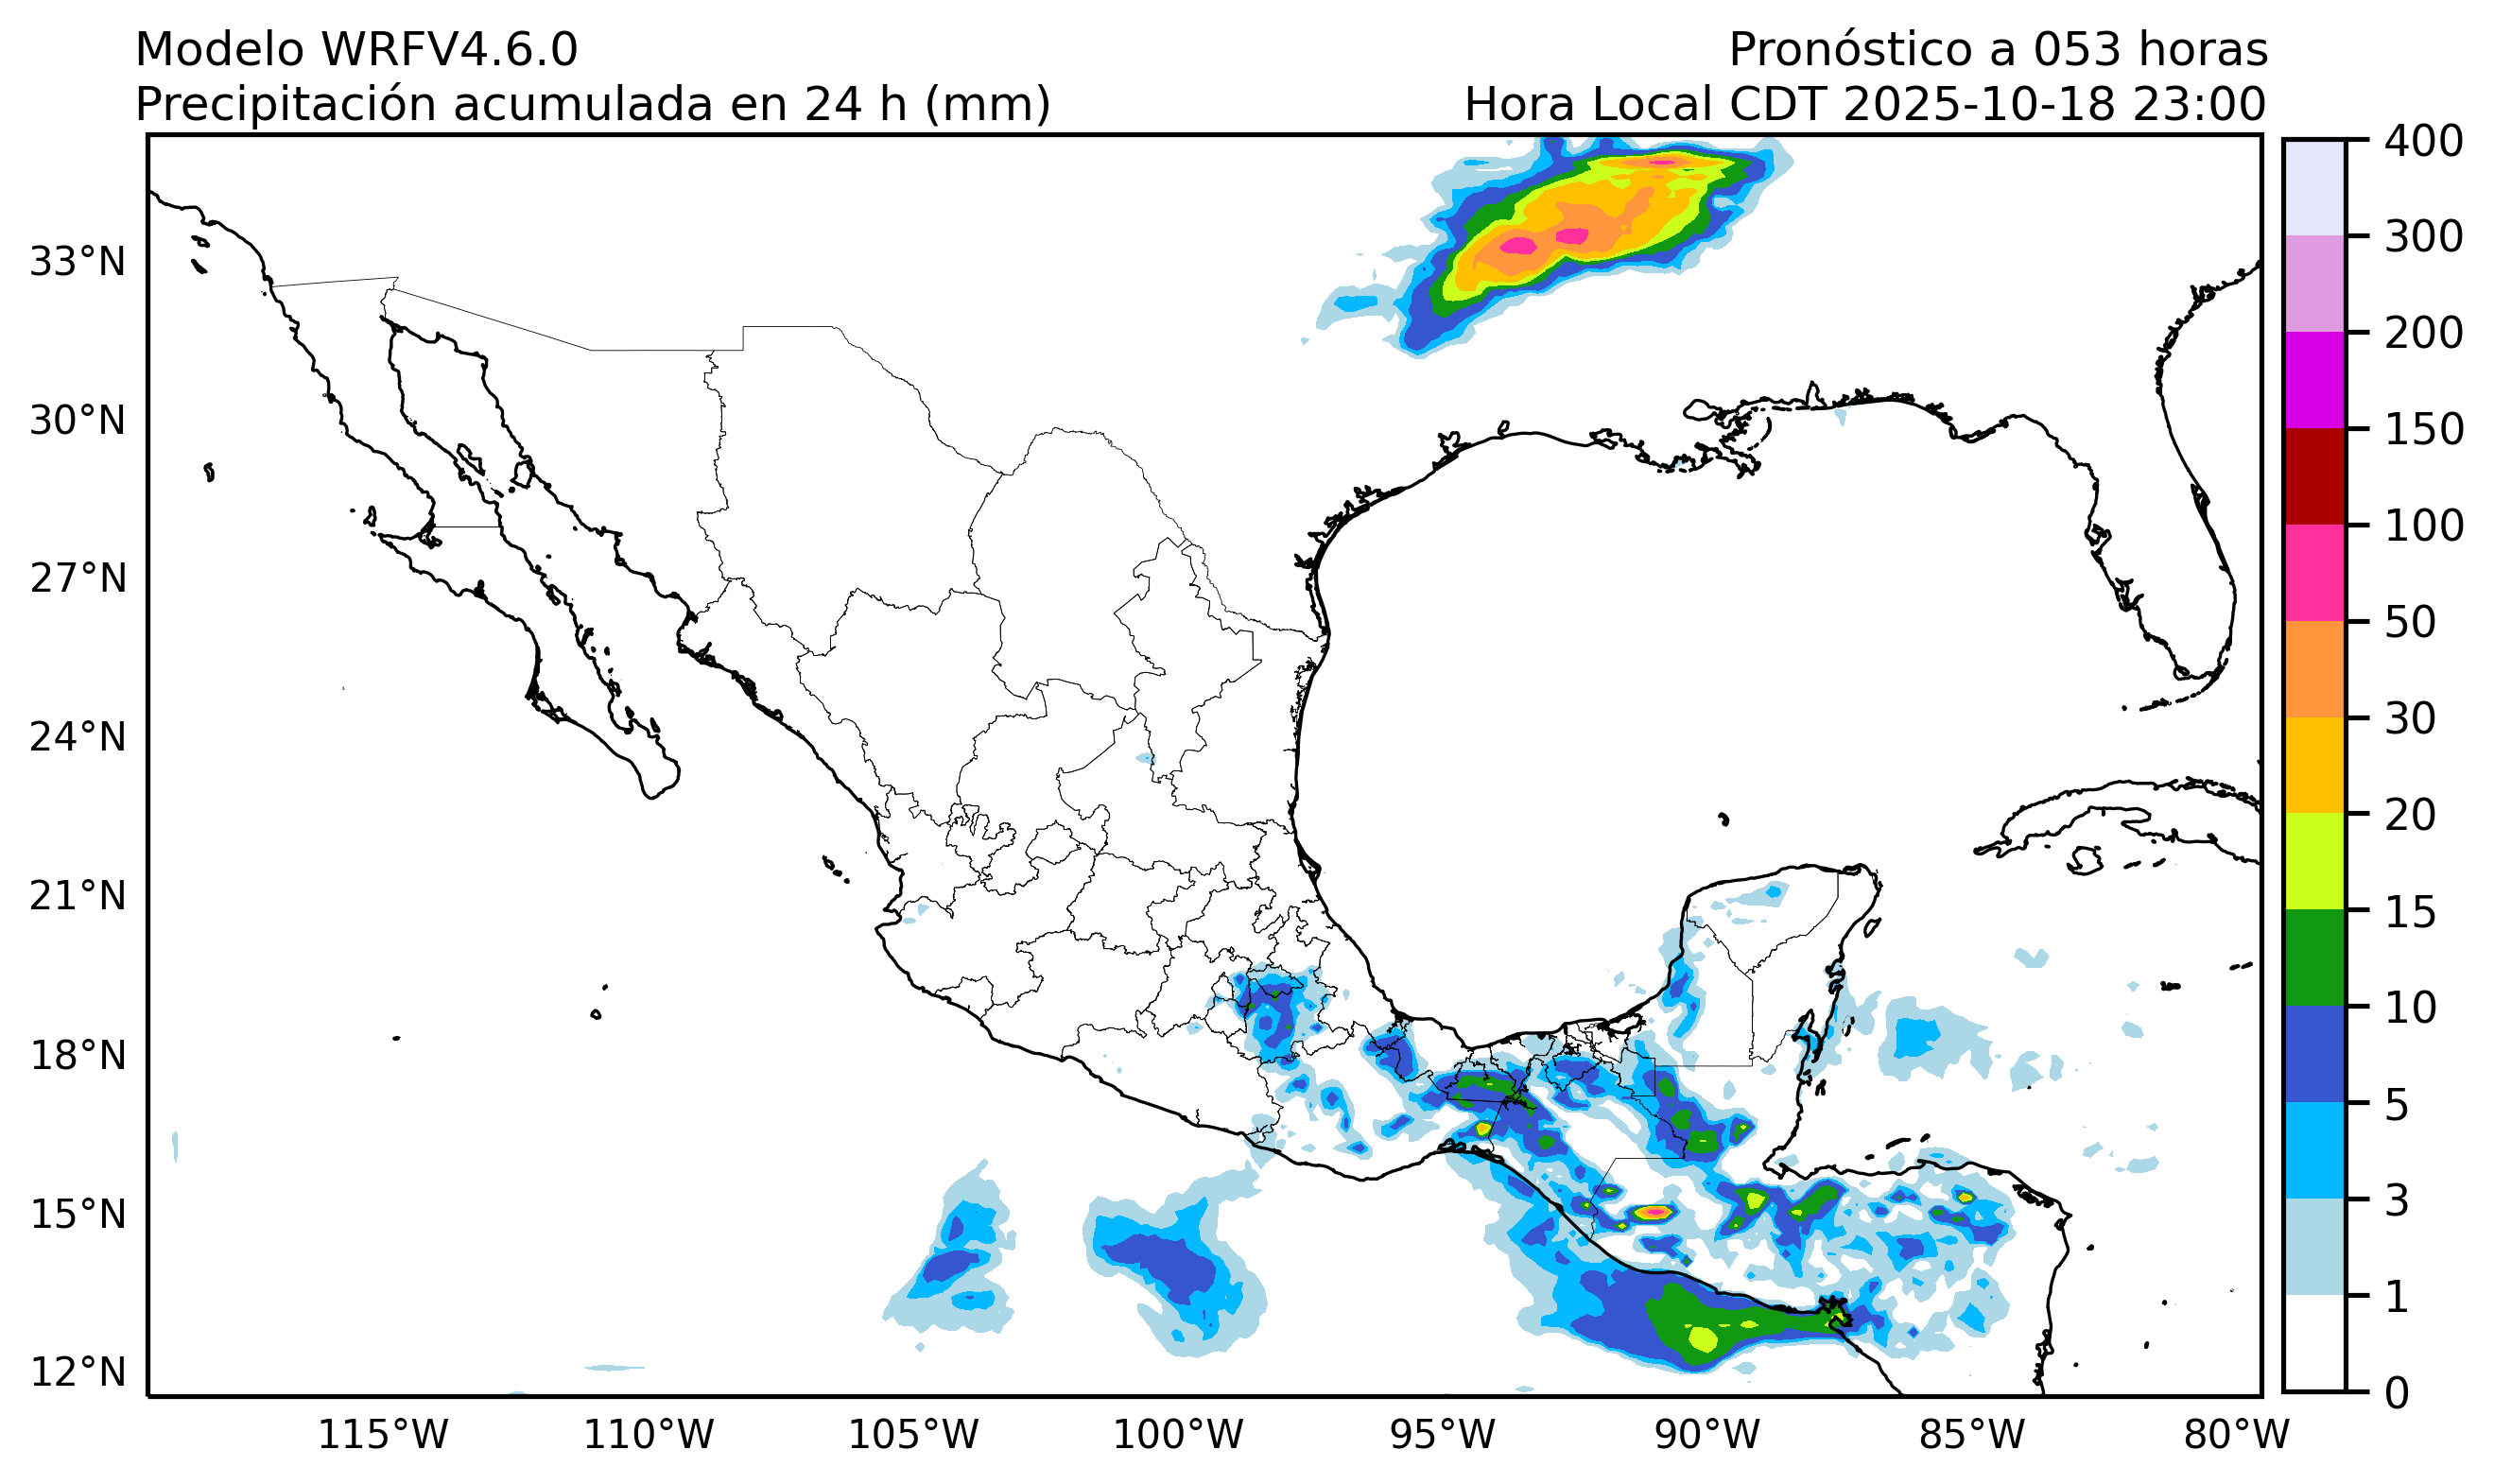 Modelo WRFV4.6.0
Pronóstico a 053 horas
Precipitación acumulada en 24 h (mm)
Hora Local CDT 2025-10-18 23:00
33°N
30°N
27°N
24°N
21°N
18°N
15°N
12°N
115°W
110°W
105°W
100°W
95°W
90°W
85°W
80°W
400
300
200
150
100
50
30
20
15
10
5
3
1
0